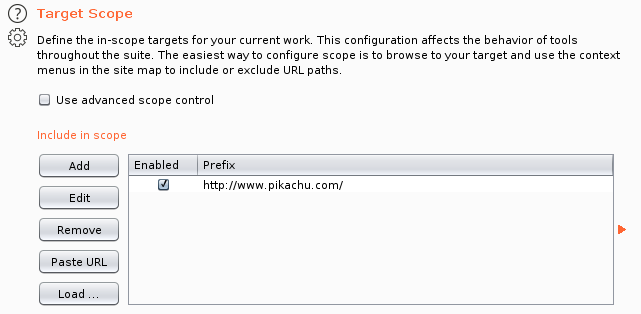 Target Scope
Define the in-scope targets for your current work. This configuration affects the behavior of tools
throughout the suite. The easiest way to configure scope is to browse to your target and use the context
menus in the site map to include or exclude URL paths.
Use advanced scope control
Include in scope
Add
Enabled Prefix
http://www.pikachu.com/
Edit
Remove
Paste URL
Load ...